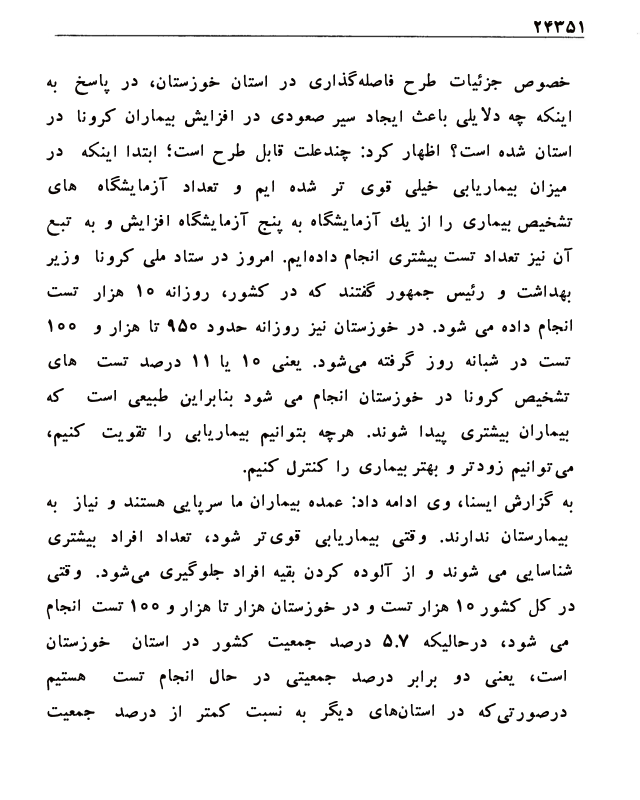 ۲۴۳۵۱
خصوص جزئیات طرح فاصله‌گذاری در استان خوزستان، در پاسخ به
اینکه چه دلایلی باعث ایجاد سیر صعودی در افزایش بیماران کرونا در
استان شده است؟ اظهار کرد: چندعلت قابل طرح است؛ ابتدا اینکه در
میزان بیماریابی خیلی قوی تر شده ایم و تعداد آزمایشگاه های
تشخیص بیماری را از یك آزمایشگاه به پنج آزمایشگاه افزایش و به تبع
آن نیز تعداد تست بیشتری انجام داده‌ایم. امروز در ستاد ملی کرونا وزیر
بهداشت و رئیس جمهور گفتند که در کشور، روزانه ۱۰ هزار تست
انجام داده می شود. در خوزستان نیز روزانه حدود ۹۵۰ تا هزار و ۱۰۰
تست در شبانه روز گرفته می‌شود. یعنی ۱۰ یا ۱۱ درصد تست های
تشخیص کرونا در خوزستان انجام می شود بنابراین طبیعی است که
بیماران بیشتری پیدا شوند. هرچه بتوانیم بیماریابی را تقویت کنیم،
می‌توانیم زودتر و بهتر بیماری را کنترل کنیم.
به گزارش ایسنا، وی ادامه داد: عمده بیماران ما سرپایی هستند و نیاز به
بیمارستان ندارند. وقتی بیماریابی قوی‌تر شود، تعداد افراد بیشتری
شناسایی می شوند و از آلوده کردن بقیه افراد جلوگیری می‌شود. وقتی
در کل کشور ۱۰ هزار تست و در خوزستان هزار تا هزار و ۱۰۰ تست انجام
می شود، درحالیکه ۵.۷ درصد جمعیت کشور در استان خوزستان
است، یعنی دو برابر درصد جمعیتی در حال انجام تست هستیم
درصورتی‌که در استان‌های دیگر به نسبت کمتر از درصد جمعیت